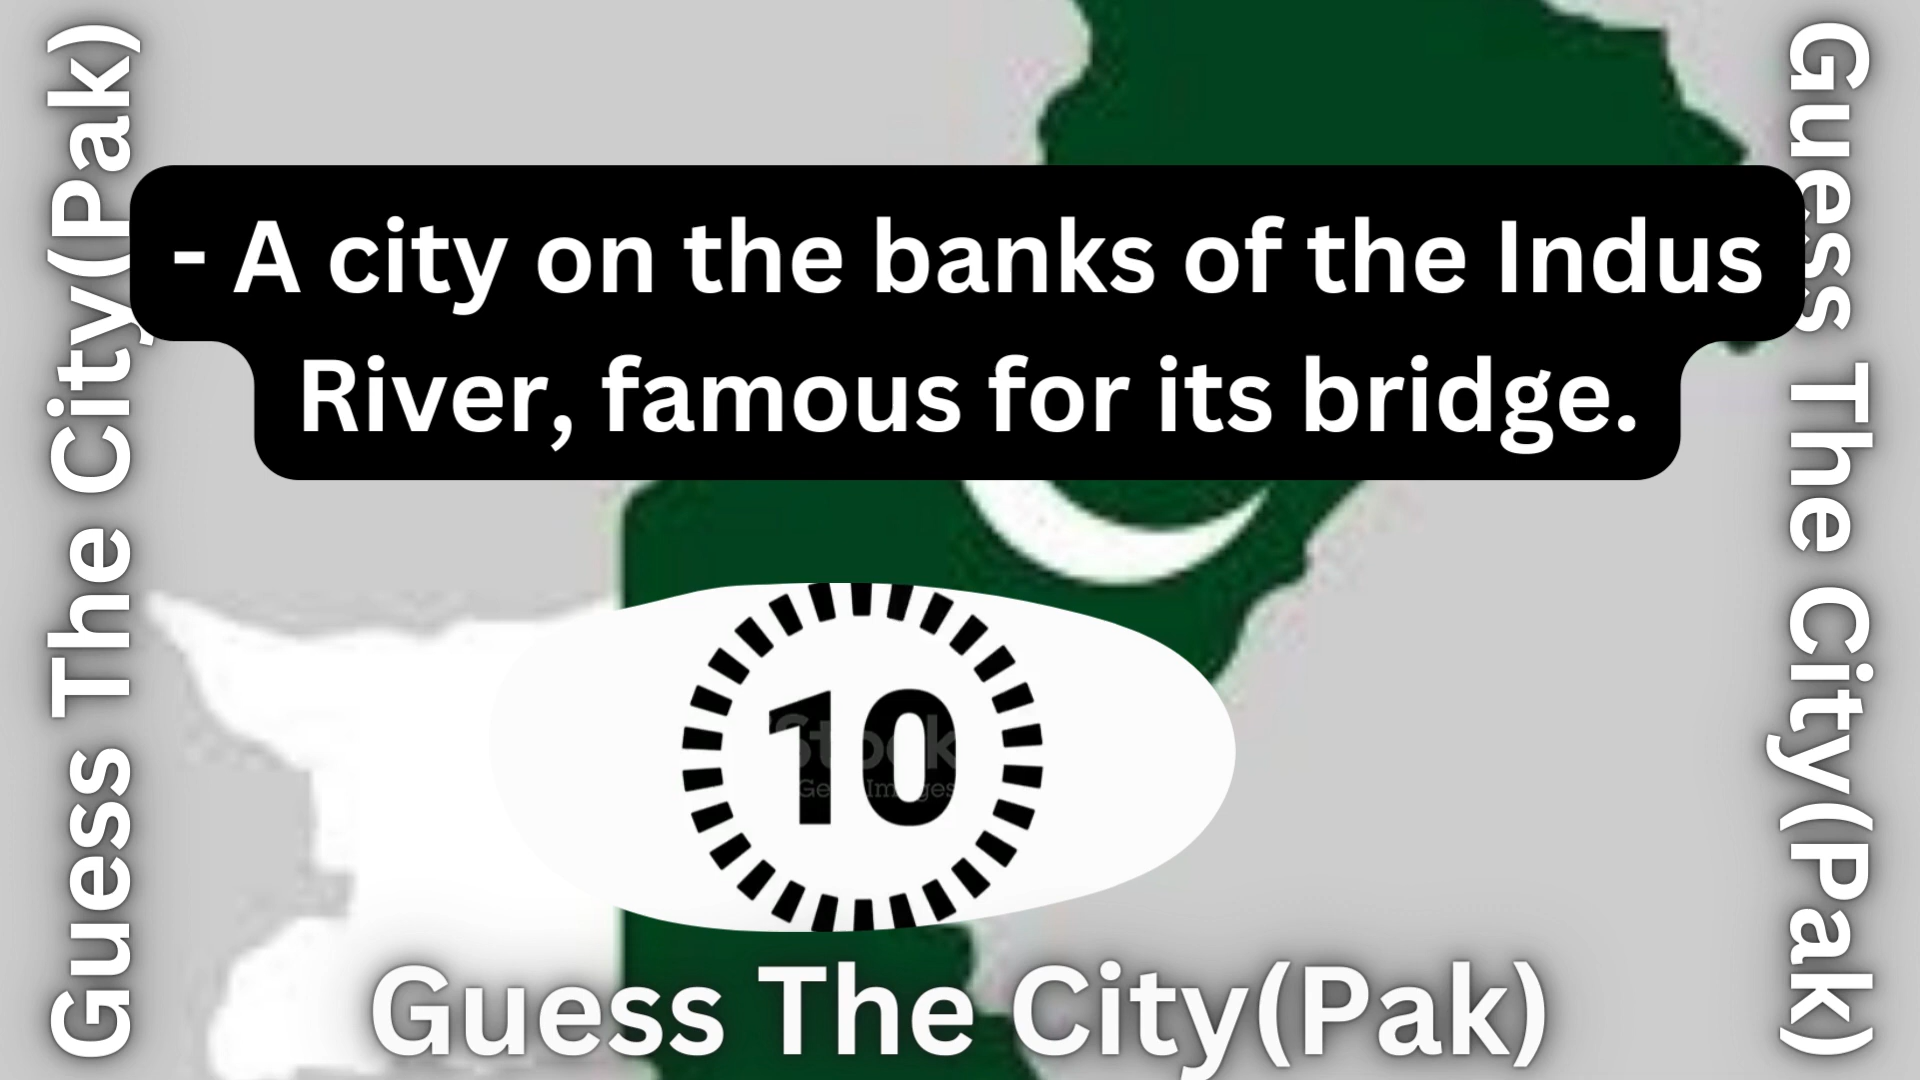 Guess The City(Pak)
Guess The City(Pak)
- A city on the banks of the Indus
River, famous for its bridge.
10
Stock
Guess The City(Pak)